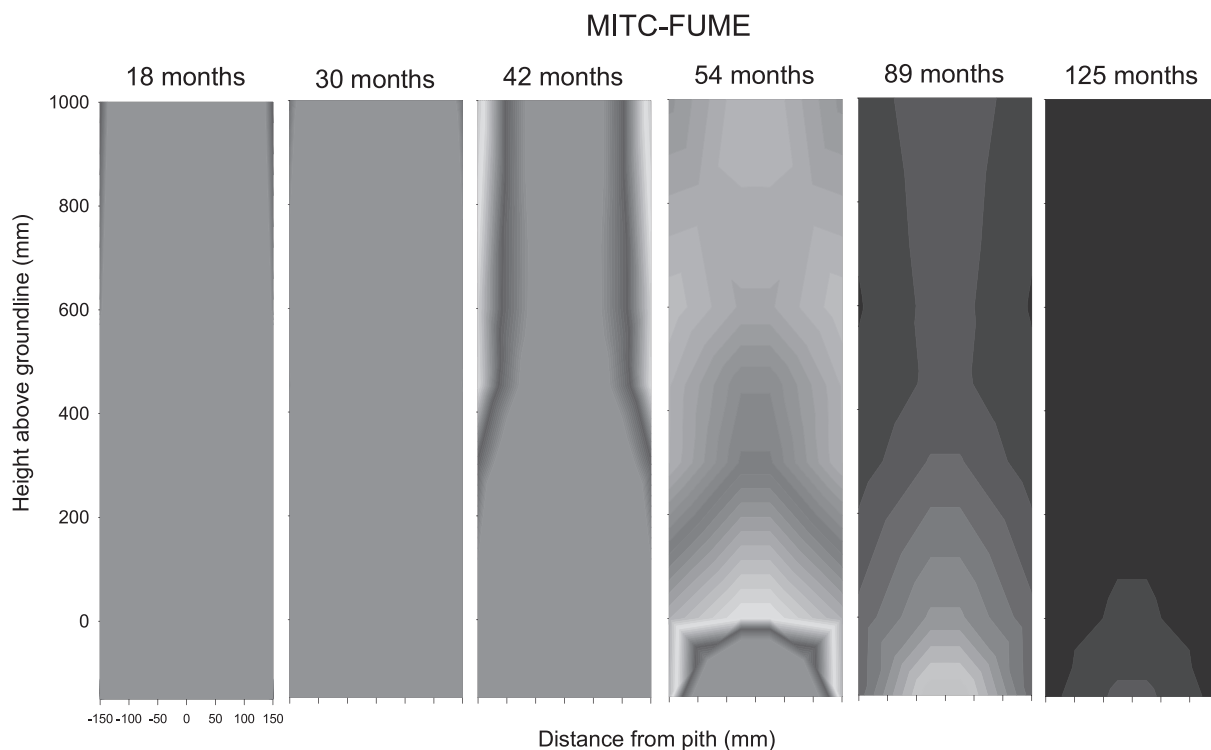 MITC-FUME
18 months
30 months
42 months
54 months
89 months
125 months
Height above groundline (mm)
1000
800
600
400
200
0
-150 -100 -50 0 50 100 150
Distance from pith (mm)